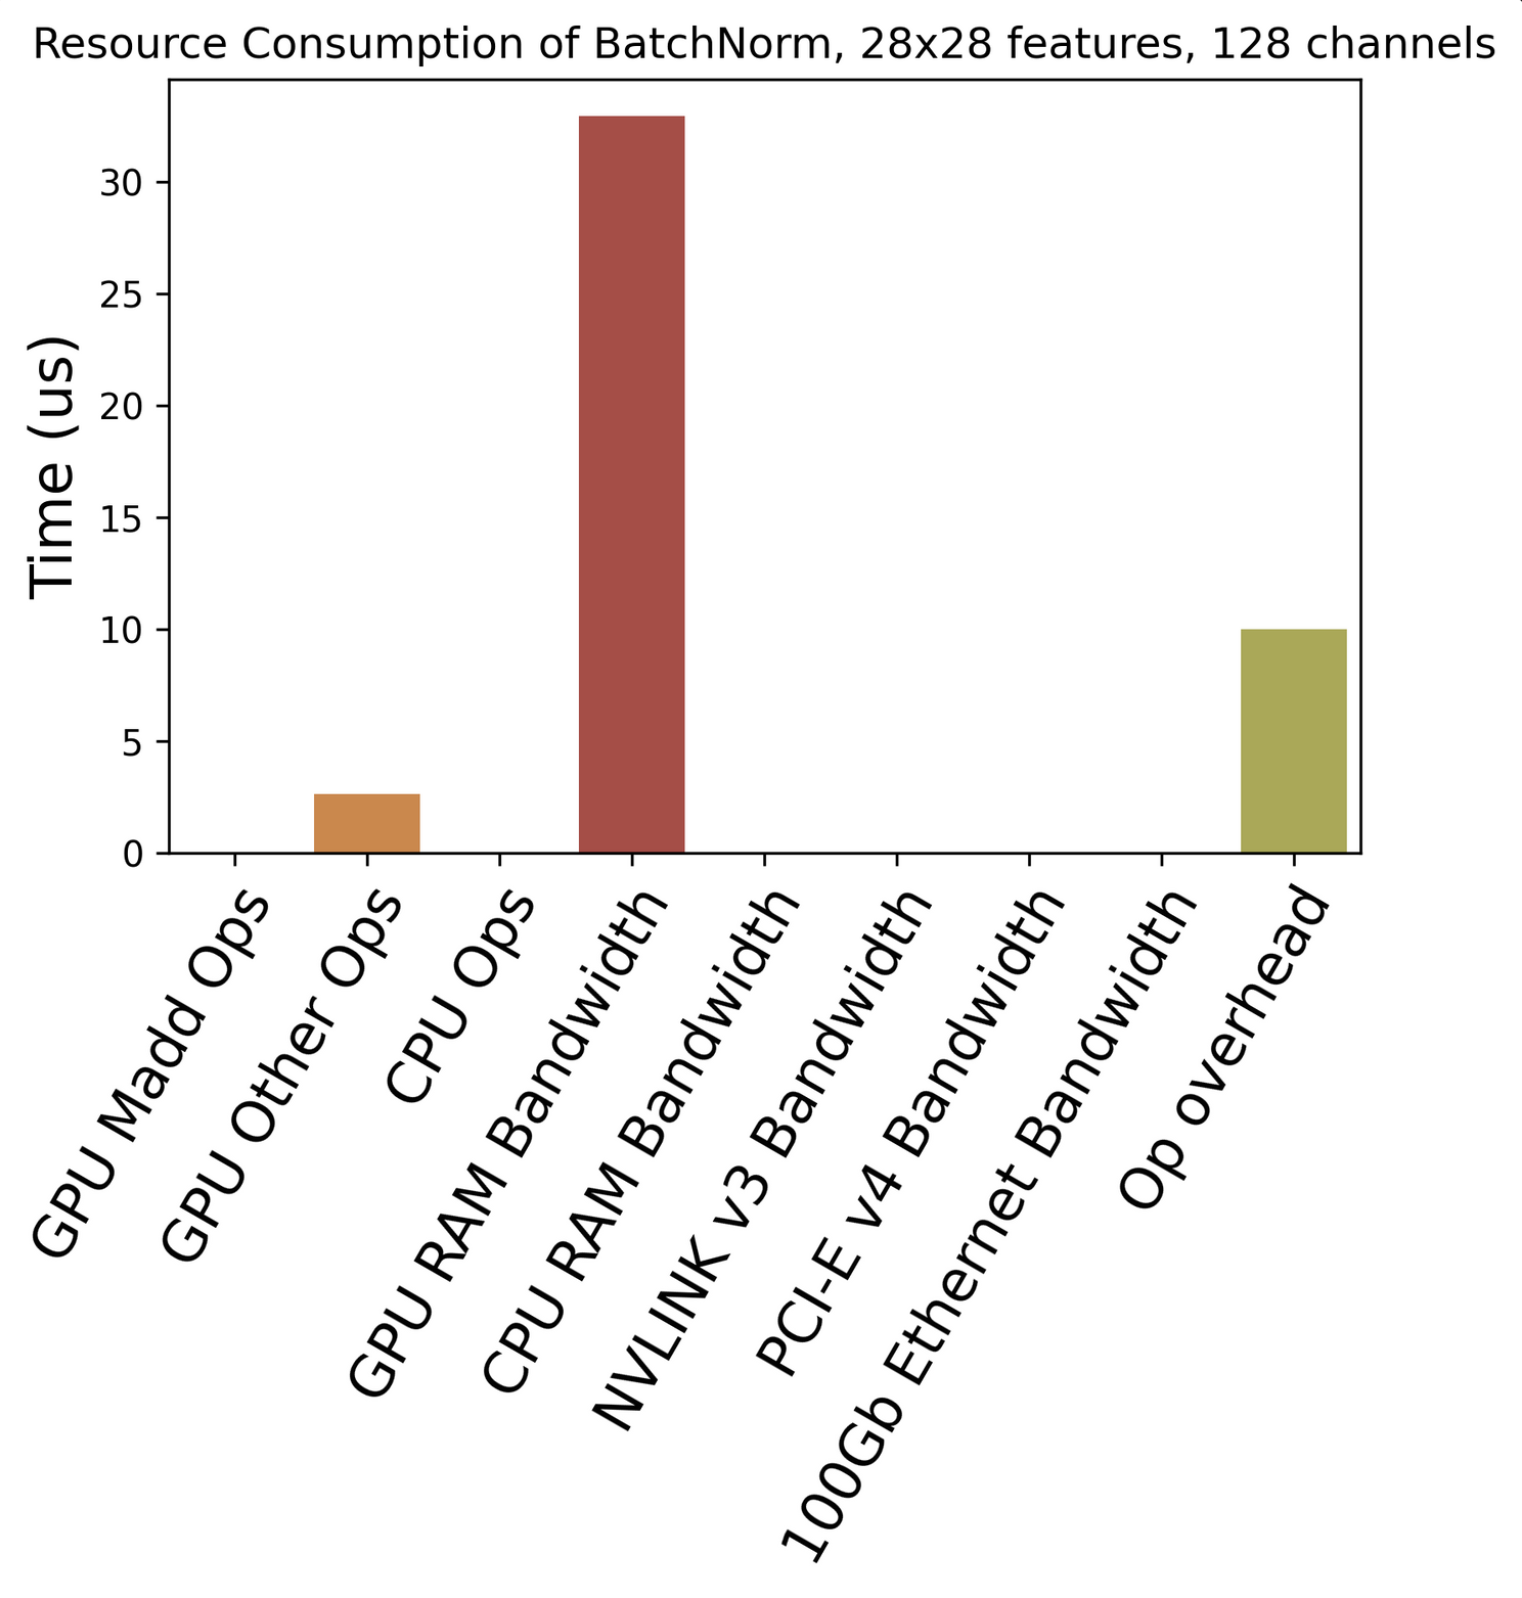 Resource Consumption of BatchNorm, 28x28 features, 128 channels
Time (us)
30
25
20
15
10
5
0
GPU Madd Ops
GPU Other Ops
CPU Ops
GPU RAM Bandwidth
CPU RAM Bandwidth
NVLINK v3 Bandwidth
PCI-E v4 Bandwidth
100Gb Ethernet Bandwidth
Op overhead